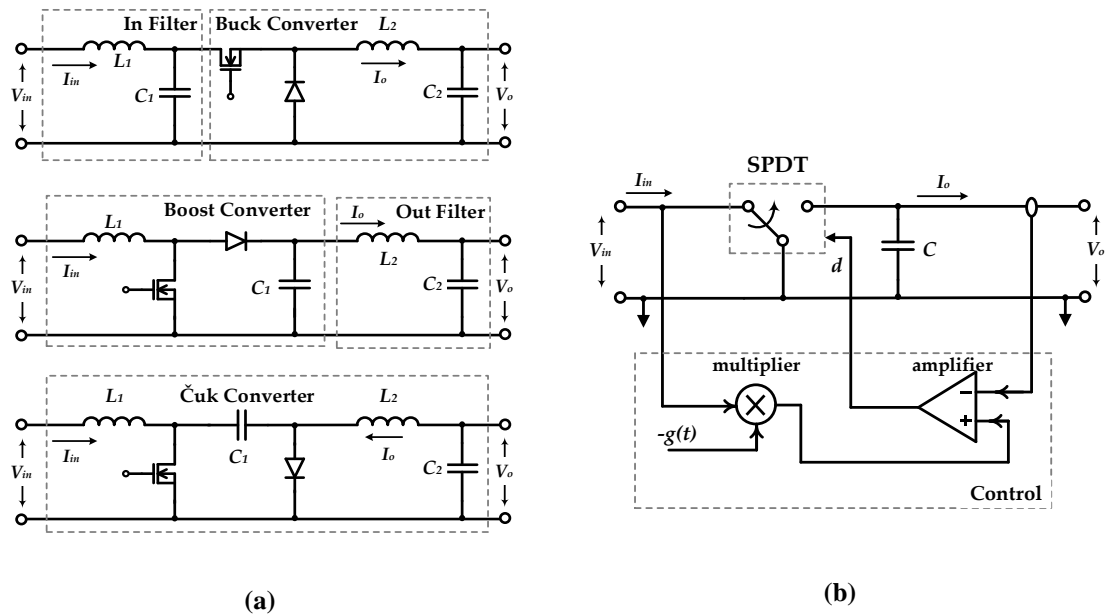 In Filter
Buck Converter
L2
L1
Iin
Io
C1
C2
Vin
Vo
Boost Converter
Out Filter
L1
Io
Iin
L2
C1
C2
Vin
Vo
Čuk Converter
L1
L2
Iin
Io
C1
C2
Vin
Vo
(a)
SPDT
Iin
Io
Vin
Vo
d
C
multiplier
amplifier
-g(t)
−
+
Control
(b)